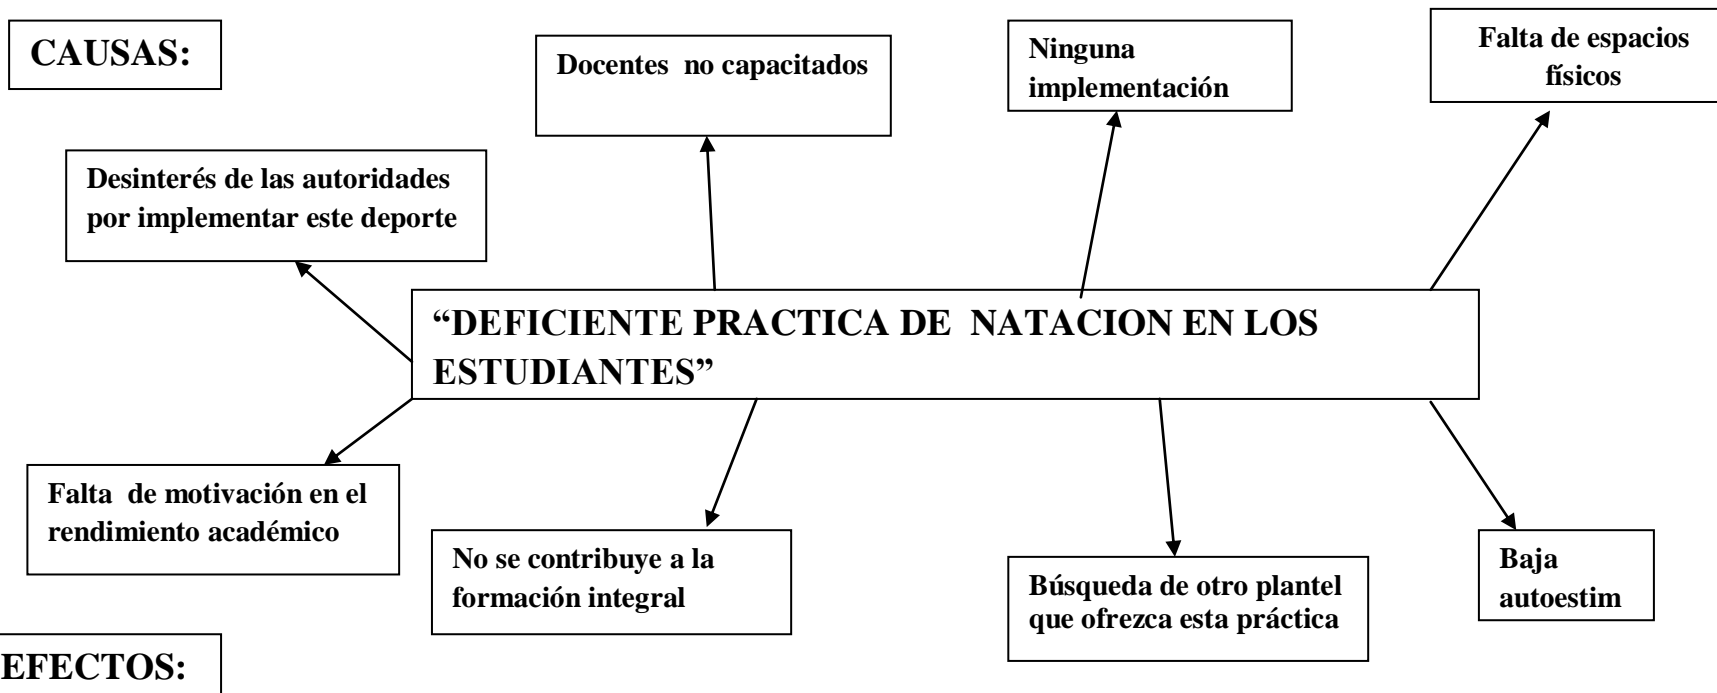 CAUSAS:
Docentes no capacitados
Ninguna
implementación
Falta de espacios
físicos
Desinterés de las autoridades
por implementar este deporte
“DEFICIENTE PRACTICA DE NATACION EN LOS
ESTUDIANTES”
Falta de motivación en el
rendimiento académico
No se contribuye a la
formación integral
Búsqueda de otro plantel
que ofrezca esta práctica
Baja
autoestim
EFECTOS: